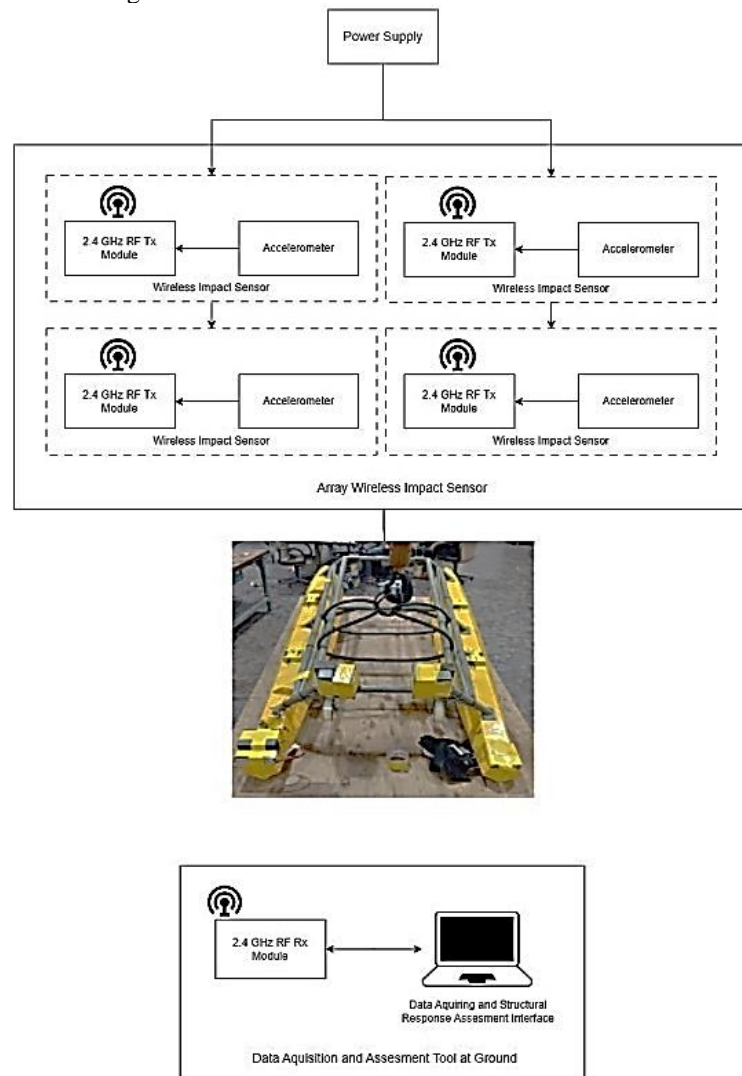 Power Supply
2.4 GHz RF Tx
Module
Accelerometer
Wireless Impact Sensor
2.4 GHz RF Tx
Module
Accelerometer
Wireless Impact Sensor
2.4 GHz RF Tx
Module
Accelerometer
Wireless Impact Sensor
2.4 GHz RF Tx
Module
Accelerometer
Wireless Impact Sensor
Array Wireless Impact Sensor
2.4 GHz RF Rx
Module
Data Aquiring and Structural
Response Assesment Interface
Data Aquisition and Assesment Tool at Ground